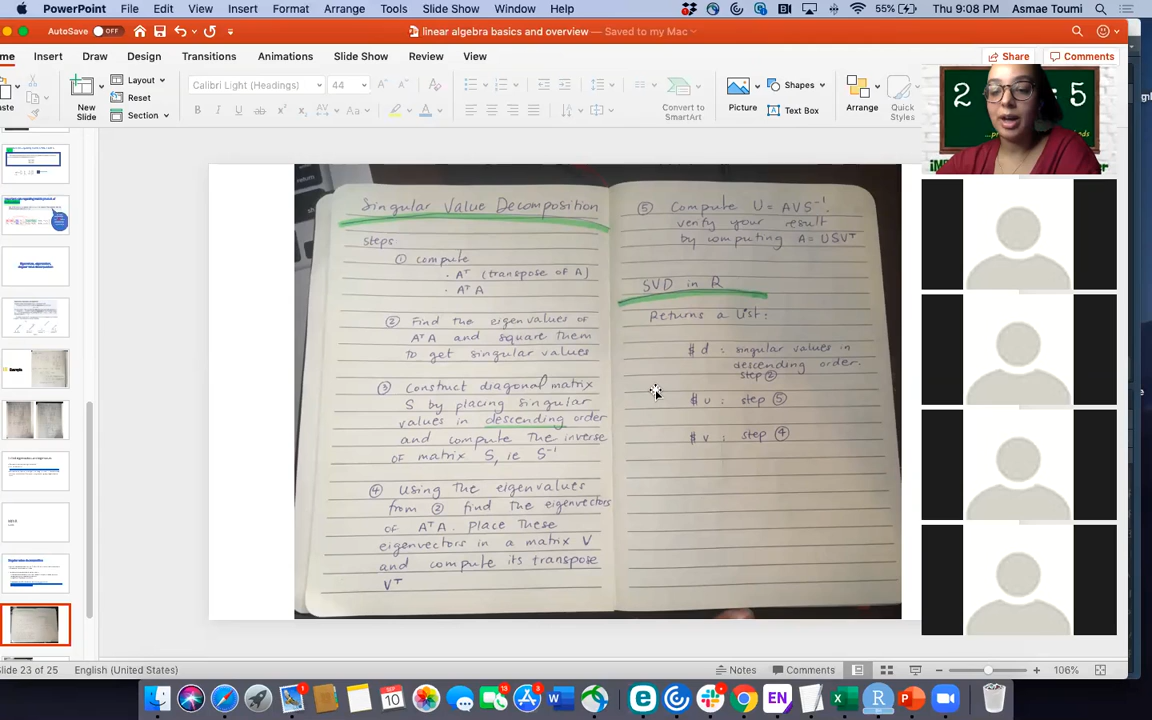 PowerPoint File Edit View Insert Format Arrange Tools Slide Show Window Help
55% Thu 9:08 PM Asmae Toumi
AutoSave OFF
linear algebra basics and overview — Saved to my Mac
me Insert Draw Design Transitions Animations Slide Show Review View
Share Comments
New Slide
Layout
Reset
Section
Calibri Light (Headings) 44
Convert to SmartArt
Picture
Shapes
Text Box
Arrange
Quick Styles
Singular Value Decomposition
Steps
① compute
· Aᵀ (transpose of A)
· AᵀA
② Find the eigenvalues of
AᵀA and square them
to get singular values
③ Construct diagonal matrix
S by placing singular
values in descending order
and compute the inverse
of matrix S, ie S⁻¹
④ Using the eigenvalues
from ② find the eigenvectors
of AᵀA. Place these
eigenvectors in a matrix V
and compute its transpose
Vᵀ
⑤ Compute U = AVS⁻¹.
verify your result
by computing A = USVᵀ
SVD in R
Returns a list:
$d : singular values in
descending order.
step ②
$u : step ⑤
$v : step ④
Slide 23 of 25 English (United States)
Notes Comments 106%